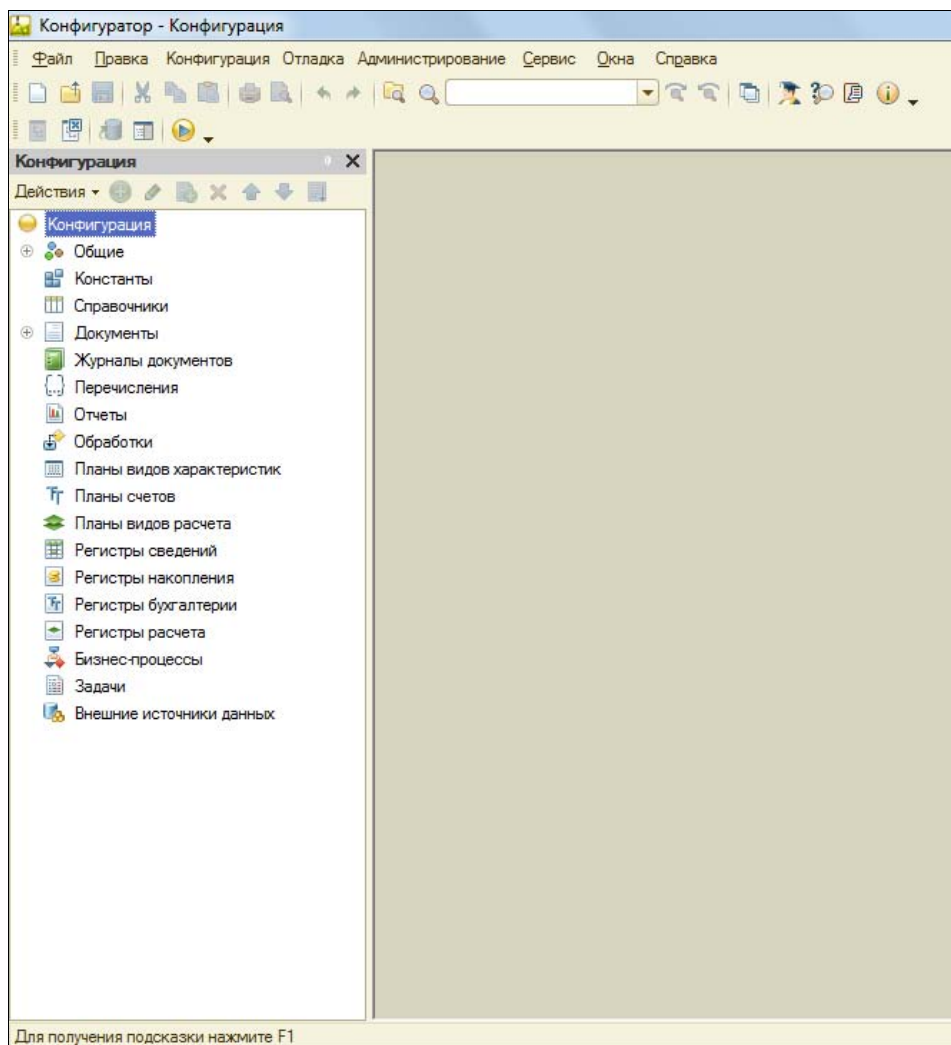 Конфигуратор - Конфигурация
Файл Правка Конфигурация Отладка Администрирование Сервис Окна Справка
Конфигурация
Действия
Конфигурация
Общие
Константы
Справочники
Документы
Журналы документов
Перечисления
Отчеты
Обработки
Планы видов характеристик
Планы счетов
Планы видов расчета
Регистры сведений
Регистры накопления
Регистры бухгалтерии
Регистры расчета
Бизнес-процессы
Задачи
Внешние источники данных
Для получения подсказки нажмите F1